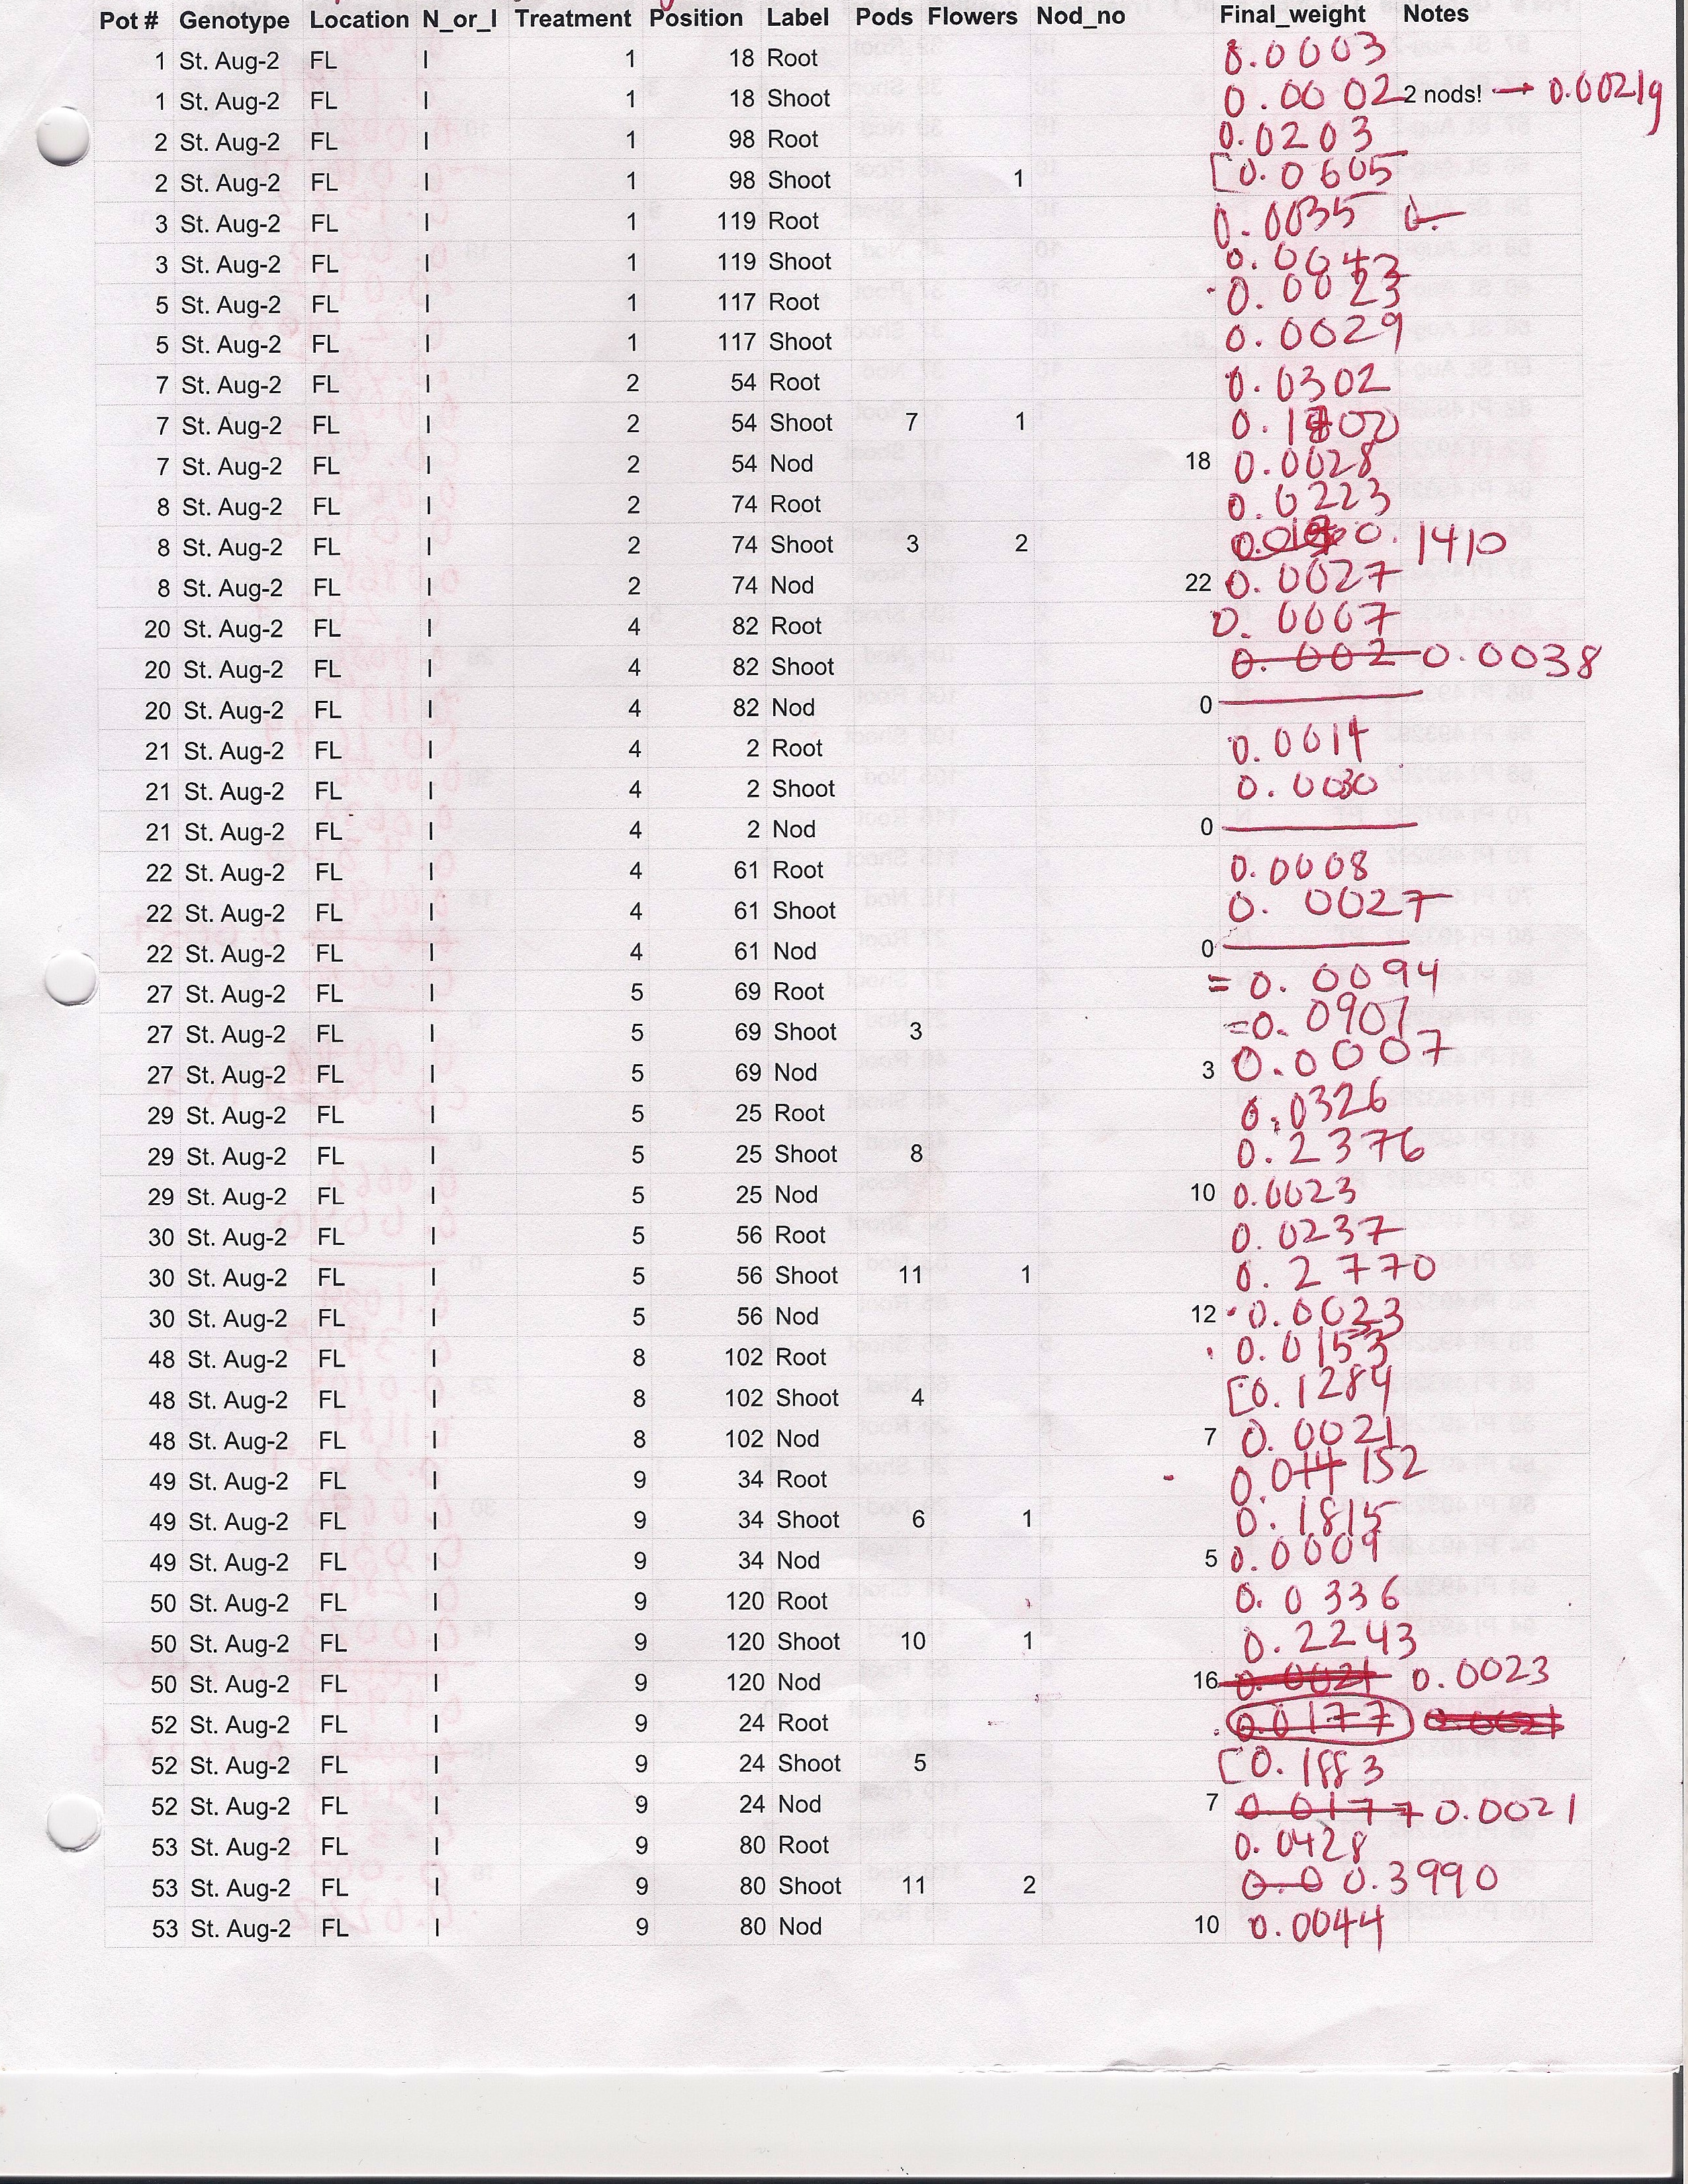 Pot # Genotype Location N_or_I Treatment Position Label Pods Flowers Nod_no Final_weight Notes
1 St. Aug-2 FL I 1 18 Root 0.0003
1 St. Aug-2 FL I 1 18 Shoot 0.0002 2 nods! → 0.0021g
2 St. Aug-2 FL I 1 98 Root 0.0203
2 St. Aug-2 FL I 1 98 Shoot 1 [0.0605
3 St. Aug-2 FL I 1 119 Root 0.0035 0.
3 St. Aug-2 FL I 1 119 Shoot 0.0043
5 St. Aug-2 FL I 1 117 Root 0.0023
5 St. Aug-2 FL I 1 117 Shoot 0.0029
7 St. Aug-2 FL I 2 54 Root 0.0302
7 St. Aug-2 FL I 2 54 Shoot 7 1
7 St. Aug-2 FL I 2 54 Nod 18 0.0028
8 St. Aug-2 FL I 2 74 Root 0.0223
8 St. Aug-2 FL I 2 74 Shoot 3 2 0.1410
8 St. Aug-2 FL I 2 74 Nod 22 0.0027
20 St. Aug-2 FL I 4 82 Root 0.0007
20 St. Aug-2 FL I 4 82 Shoot 0.002 0.0038
20 St. Aug-2 FL I 4 82 Nod 0
21 St. Aug-2 FL I 4 2 Root 0.0014
21 St. Aug-2 FL I 4 2 Shoot 0.0030
21 St. Aug-2 FL I 4 2 Nod 0
22 St. Aug-2 FL I 4 61 Root 0.0008
22 St. Aug-2 FL I 4 61 Shoot 0.0027
22 St. Aug-2 FL I 4 61 Nod 0
27 St. Aug-2 FL I 5 69 Root =0.0094
27 St. Aug-2 FL I 5 69 Shoot 3 =0.0901
27 St. Aug-2 FL I 5 69 Nod 3 0.0007
29 St. Aug-2 FL I 5 25 Root 0.0326
29 St. Aug-2 FL I 5 25 Shoot 8 0.2376
29 St. Aug-2 FL I 5 25 Nod 10 0.0023
30 St. Aug-2 FL I 5 56 Root 0.0237
30 St. Aug-2 FL I 5 56 Shoot 11 1 0.2770
30 St. Aug-2 FL I 5 56 Nod 12 0.0023
48 St. Aug-2 FL I 8 102 Root 0.0153
48 St. Aug-2 FL I 8 102 Shoot 4 [0.1284
48 St. Aug-2 FL I 8 102 Nod 7 0.0021
49 St. Aug-2 FL I 9 34 Root 0.014 152
49 St. Aug-2 FL I 9 34 Shoot 6 1 0.1815
49 St. Aug-2 FL I 9 34 Nod 5 0.0009
50 St. Aug-2 FL I 9 120 Root 0.0336
50 St. Aug-2 FL I 9 120 Shoot 10 1 0.2243
50 St. Aug-2 FL I 9 120 Nod 16 0.0021 0.0023
52 St. Aug-2 FL I 9 24 Root 0.0177 0.0021
52 St. Aug-2 FL I 9 24 Shoot 5 [0.1883
52 St. Aug-2 FL I 9 24 Nod 7 0.0177 0.0021
53 St. Aug-2 FL I 9 80 Root 0.0428
53 St. Aug-2 FL I 9 80 Shoot 11 2 0.0 0.3990
53 St. Aug-2 FL I 9 80 Nod 10 0.0044